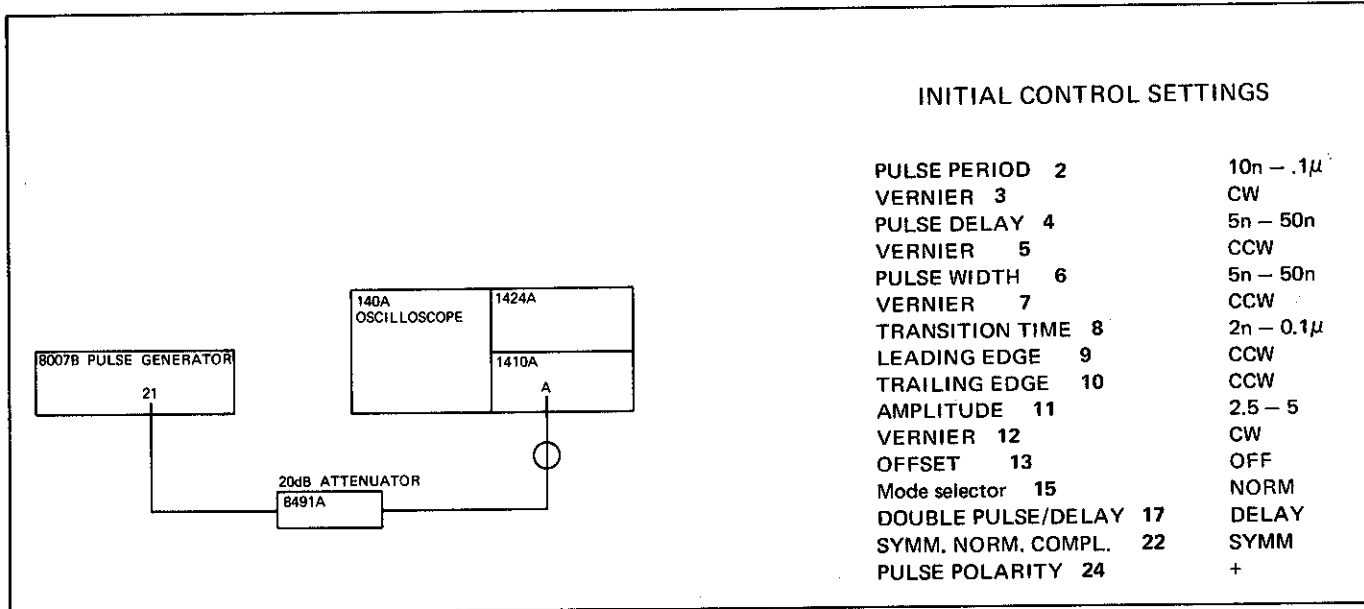 INITIAL CONTROL SETTINGS
PULSE PERIOD 2 10n – .1μ
VERNIER 3 CW
PULSE DELAY 4 5n – 50n
VERNIER 5 CCW
PULSE WIDTH 6 5n – 50n
VERNIER 7 CCW
TRANSITION TIME 8 2n – 0.1μ
LEADING EDGE 9 CCW
TRAILING EDGE 10 CCW
AMPLITUDE 11 2.5 – 5
VERNIER 12 CW
OFFSET 13 OFF
Mode selector 15 NORM
DOUBLE PULSE/DELAY 17 DELAY
SYMM. NORM. COMPL. 22 SYMM
PULSE POLARITY 24 +
140A
OSCILLOSCOPE
1424A
1410A
A
8007B PULSE GENERATOR
21
20dB ATTENUATOR
8491A